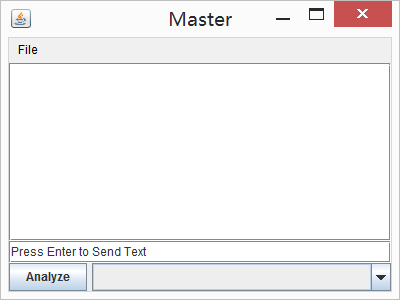 Master
File
Press Enter to Send Text
Analyze